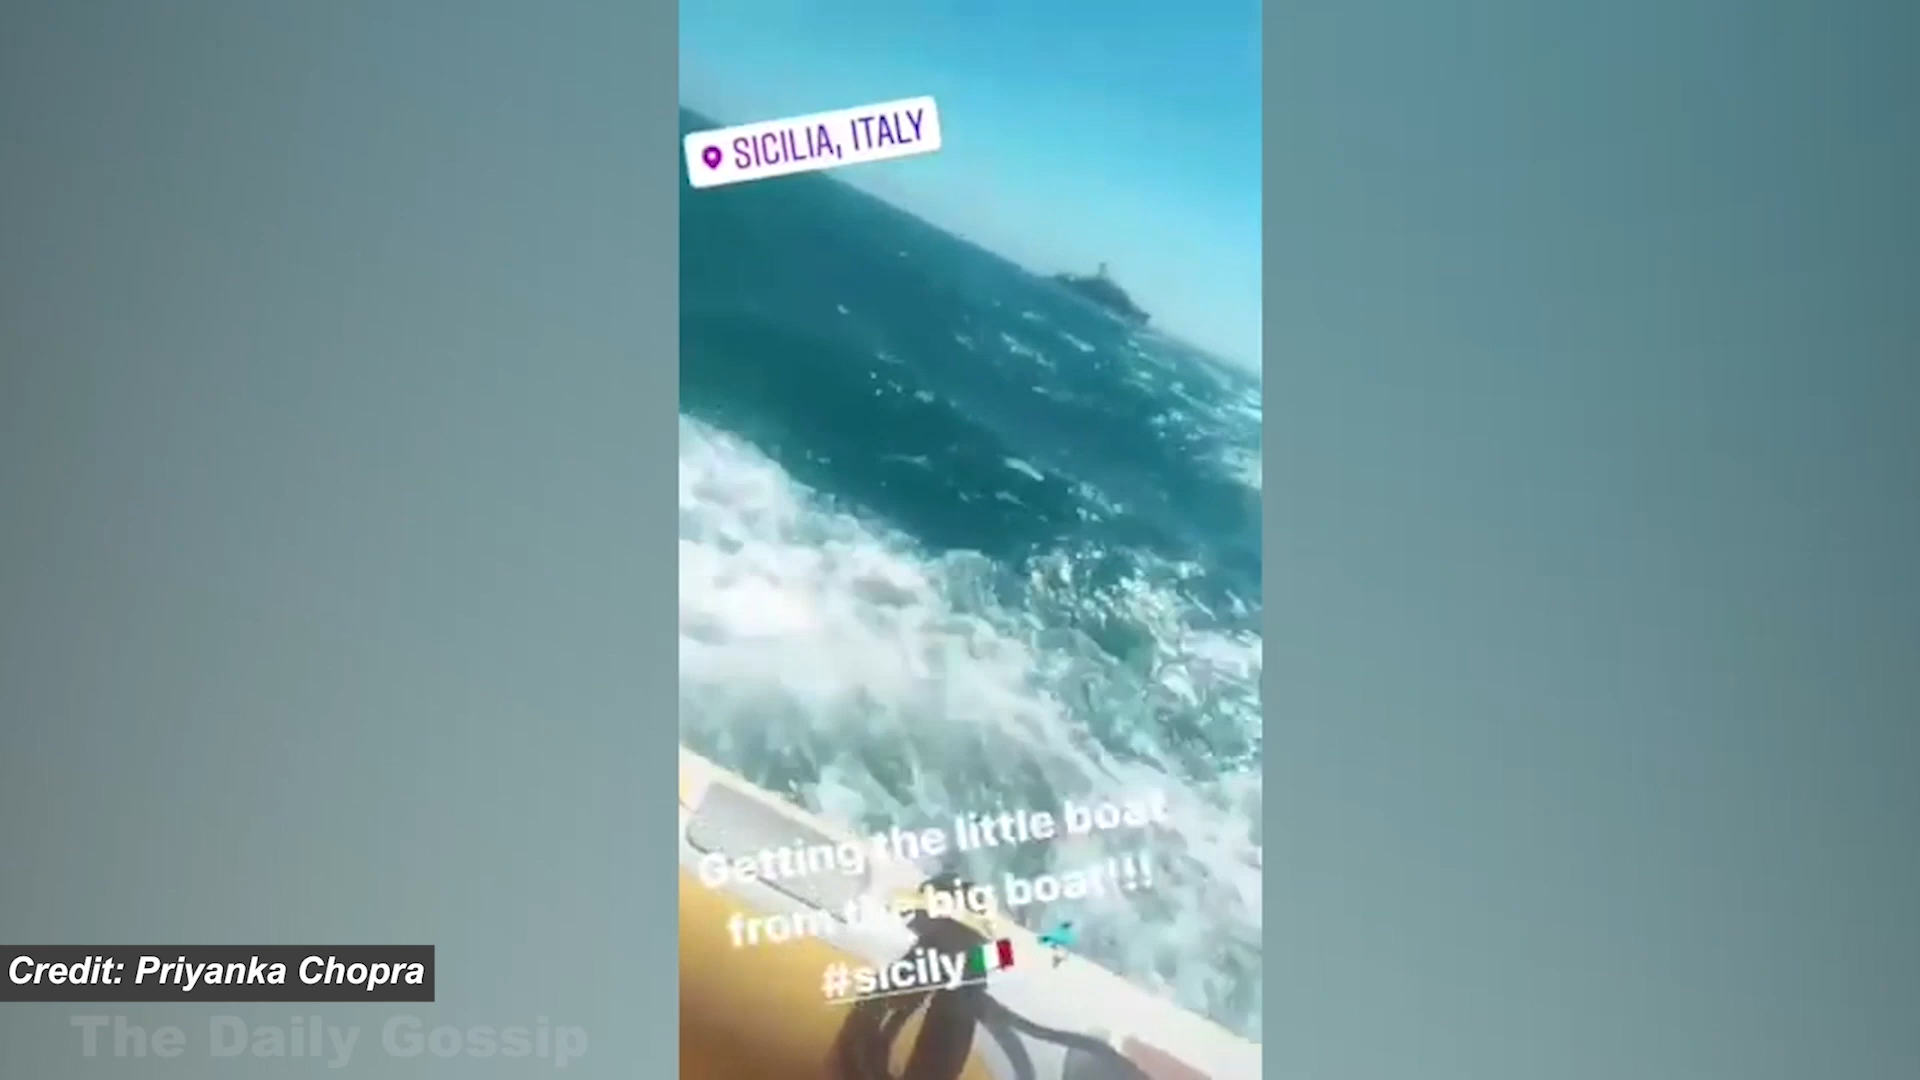 SICILIA, ITALY
Getting the little boat
from the big boat!!!
#sicily
Credit: Priyanka Chopra
The Daily Gossip